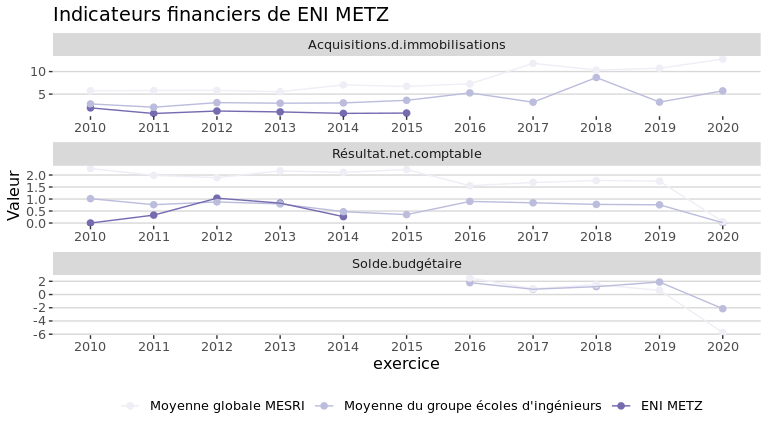 Indicateurs financiers de ENI METZ
Acquisitions.d.immobilisations
10
5
2010 2011 2012 2013 2014 2015 2016 2017 2018 2019 2020
Résultat.net.comptable
2.0
1.5
1.0
0.5
0.0
2010 2011 2012 2013 2014 2015 2016 2017 2018 2019 2020
Valeur
Solde.budgétaire
2
0
-2
-4
-6
2010 2011 2012 2013 2014 2015 2016 2017 2018 2019 2020
exercice
Moyenne globale MESRI Moyenne du groupe écoles d'ingénieurs ENI METZ